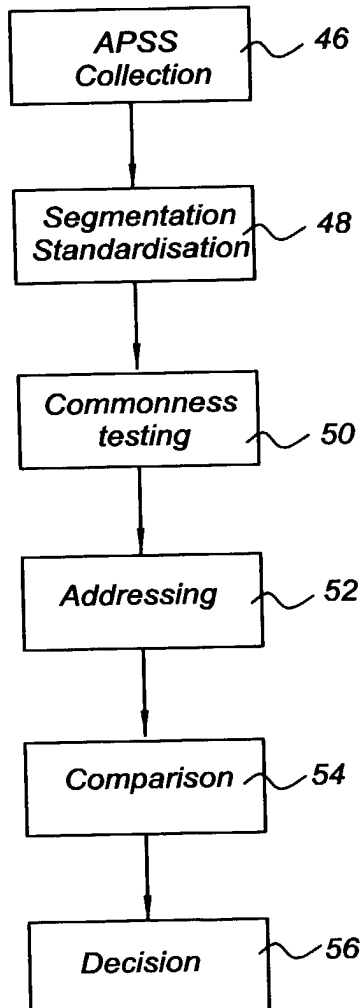 APSS
Collection
46
Segmentation
Standardisation
48
Commonness
testing
50
Addressing
52
Comparison
54
Decision
56